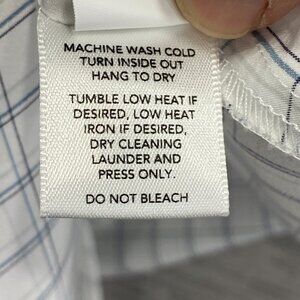 MACHINE WASH COLD
TURN INSIDE OUT
HANG TO DRY
TUMBLE LOW HEAT IF
DESIRED, LOW HEAT
IRON IF DESIRED,
DRY CLEANING
LAUNDER AND
PRESS ONLY.
DO NOT BLEACH